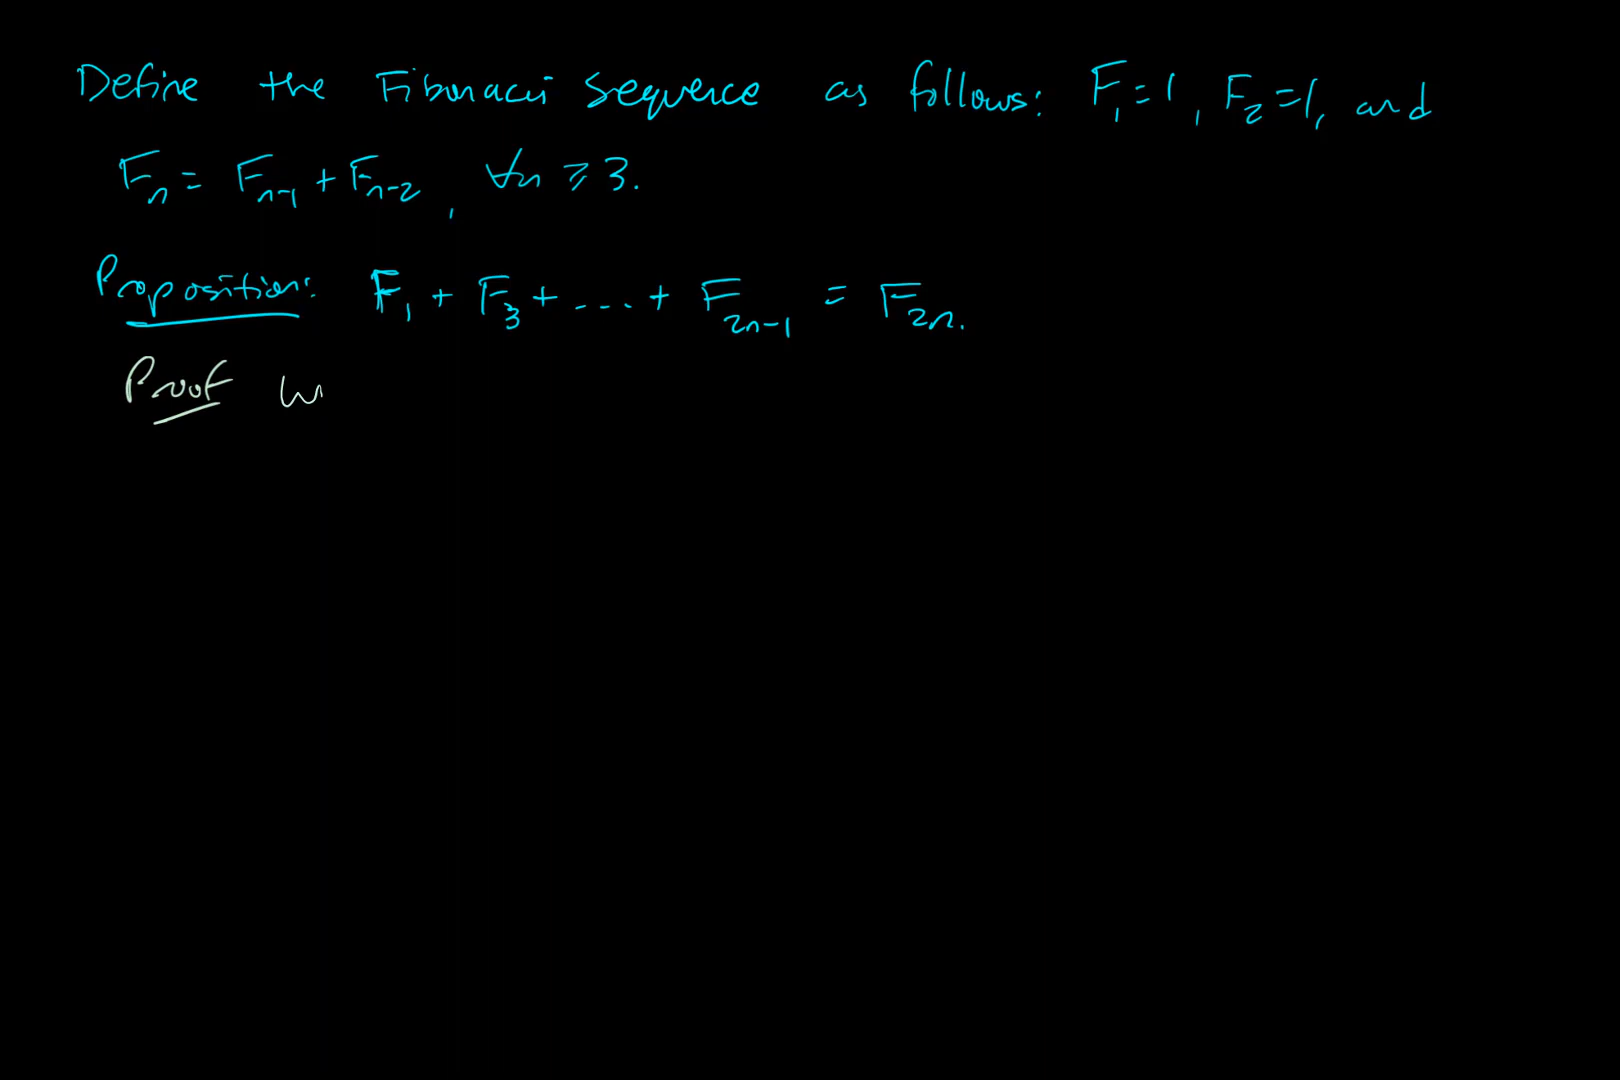 Define the Fibonacci Sequence as follows: F₁=1, F₂=1, and
Fₙ = Fₙ₋₁ + Fₙ₋₂, ∀n ≥ 3.
Proposition: F₁ + F₃ + ... + F₂ₙ₋₁ = F₂ₙ.
Proof W